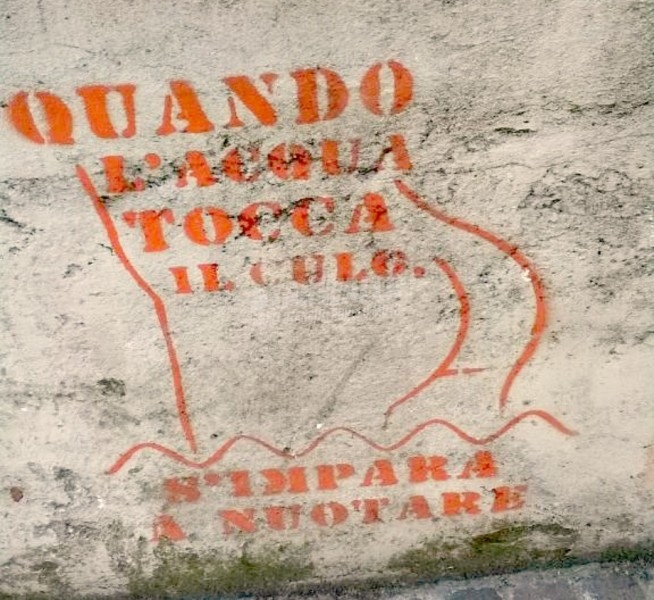 QUANDO
L'ACQUA
TOCCA
IL CULO.
S'IMPARA
A NUOTARE